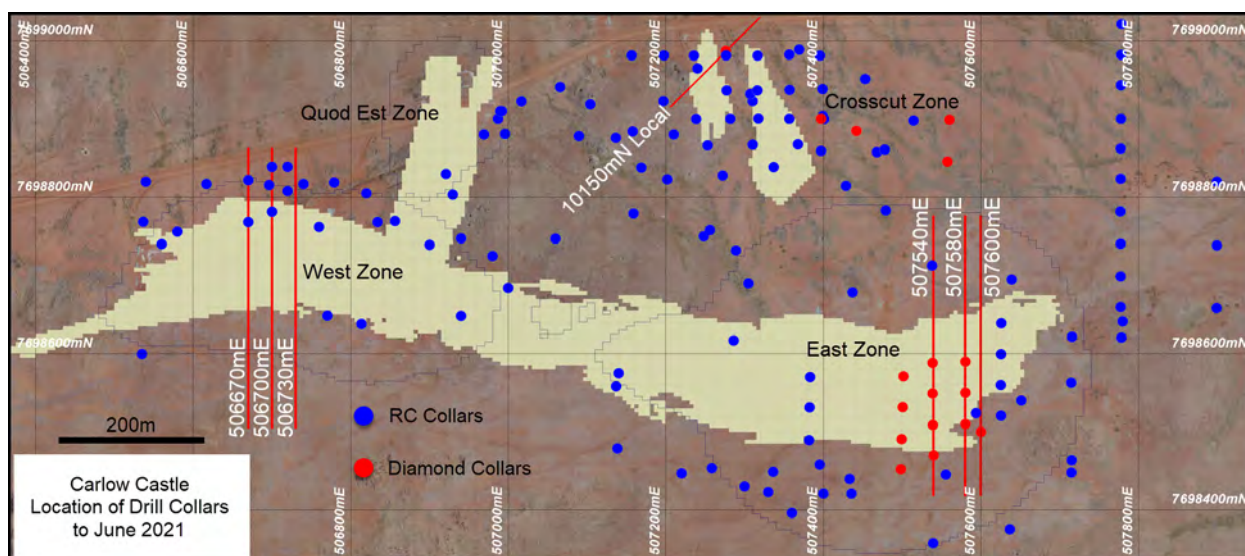 506400mE
506600mE
506800mE
507000mE
507200mE
507400mE
507600mE
507800mE
7699000mN
7699000mN
Quod Est Zone
Crosscut Zone
10150mN Local
7698800mN
7698800mN
West Zone
507540mE
507580mE
507600mE
East Zone
7698600mN
7698600mN
506670mE
506700mE
506730mE
RC Collars
200m
Diamond Collars
Carlow Castle
Location of Drill Collars
to June 2021
7698400mN
506800mE
507000mE
507200mE
507400mE
507600mE
507800mE